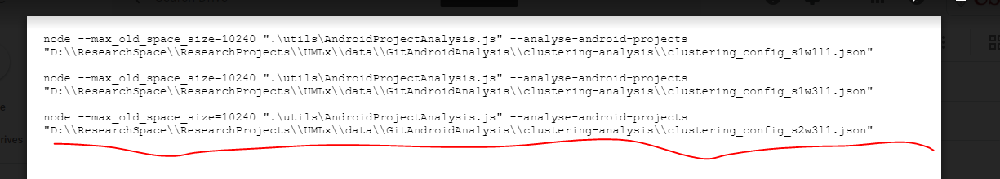 node --max_old_space_size=10240 ".\utils\AndroidProjectAnalysis.js" --analyse-android-projects
"D:\\ResearchSpace\\ResearchProjects\\UMLx\\data\\GitAndroidAnalysis\\clustering-analysis\\clustering_config_s1w1l1.json"
node --max_old_space_size=10240 ".\utils\AndroidProjectAnalysis.js" --analyse-android-projects
"D:\\ResearchSpace\\ResearchProjects\\UMLx\\data\\GitAndroidAnalysis\\clustering-analysis\\clustering_config_s1w3l1.json"
node --max_old_space_size=10240 ".\utils\AndroidProjectAnalysis.js" --analyse-android-projects
"D:\\ResearchSpace\\ResearchProjects\\UMLx\\data\\GitAndroidAnalysis\\clustering-analysis\\clustering_config_s2w3l1.json"
rives